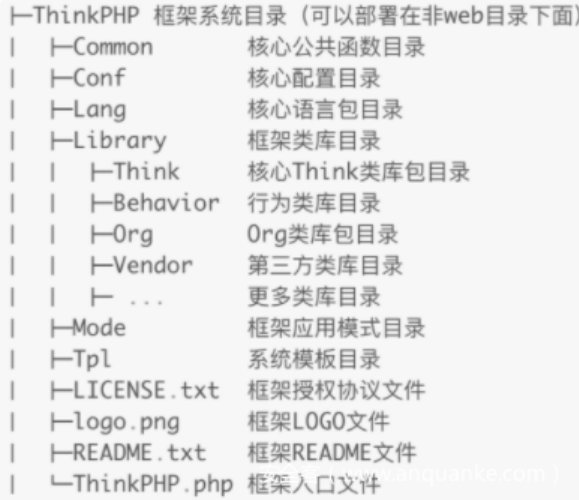 ├─ThinkPHP 框架系统目录（可以部署在非web目录下面）
│  ├─Common 核心公共函数目录
│  ├─Conf 核心配置目录
│  ├─Lang 核心语言包目录
│  ├─Library 框架类库目录
│  │  ├─Think 核心Think类库包目录
│  │  ├─Behavior 行为类库目录
│  │  ├─Org Org类库包目录
│  │  ├─Vendor 第三方类库目录
│  │  ├─ ... 更多类库目录
│  ├─Mode 框架应用模式目录
│  ├─Tpl 系统模板目录
│  ├─LICENSE.txt 框架授权协议文件
│  ├─logo.png 框架LOGO文件
│  ├─README.txt 框架README文件
│  └─ThinkPHP.php 框架入口文件
（www.anquanke.com）